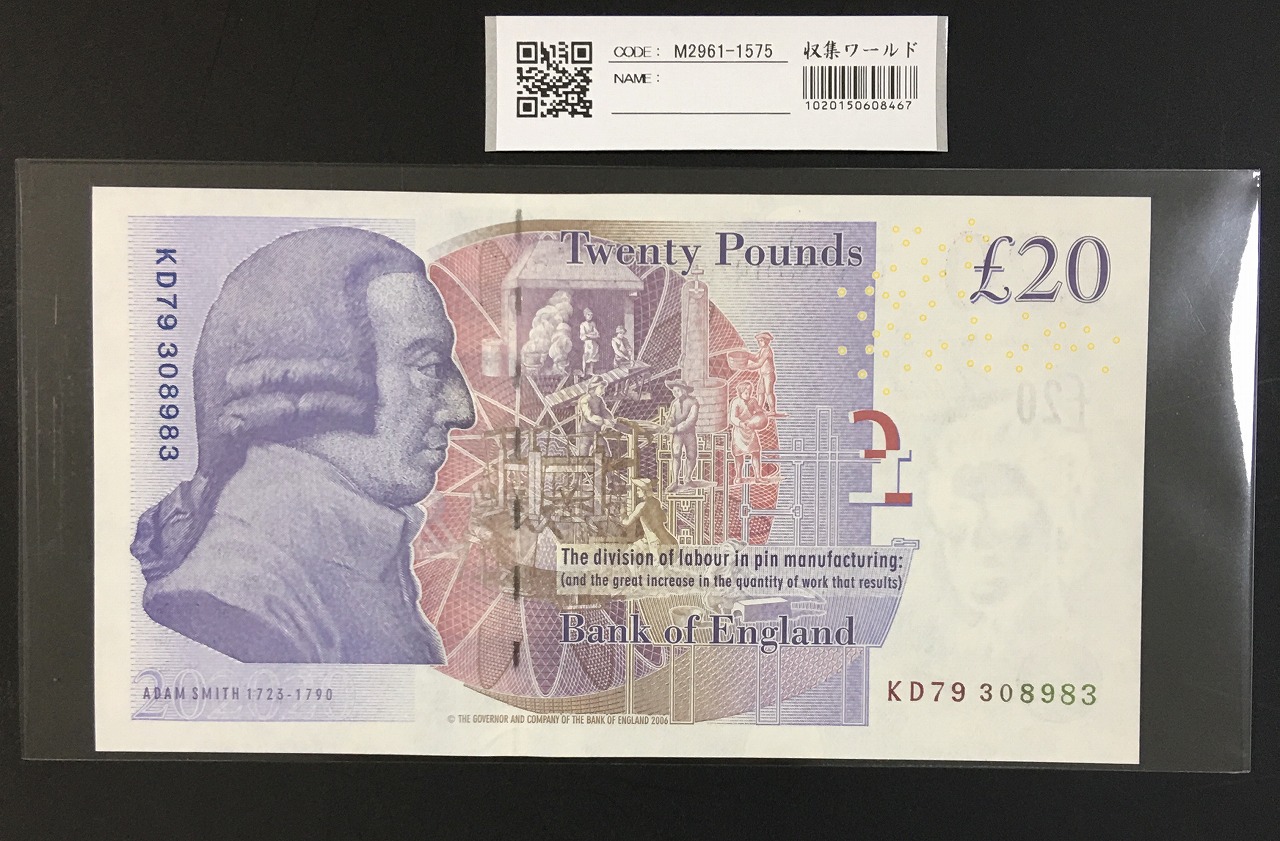 CODE: M2961-1575
収集ワールド
NAME:
1020150608467
Twenty Pounds
£20
KD79 308983
£20
The division of labour in pin manufacturing:
(and the great increase in the quantity of work that results)
Bank of England
ADAM SMITH 1723-1790
KD79 308983
© THE GOVERNOR AND COMPANY OF THE BANK OF ENGLAND 2006